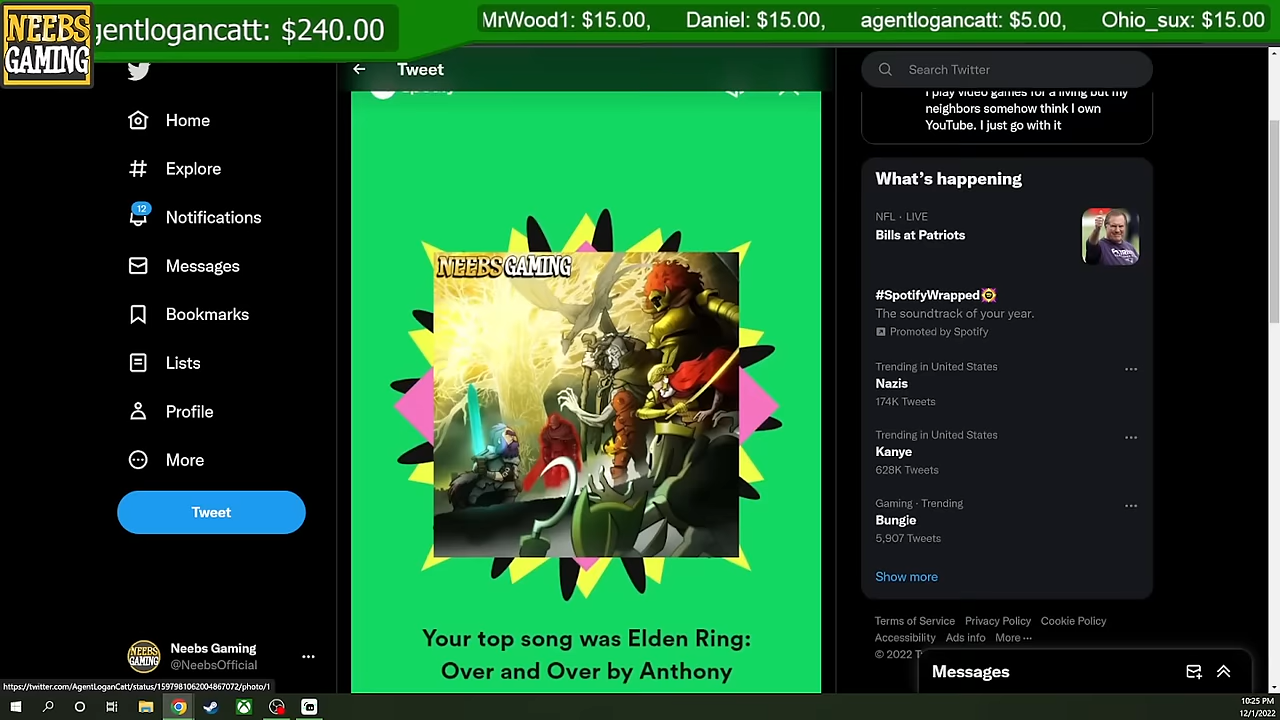 NEEBS
GAMING
gentlogancatt: $240.00
MrWood1: $15.00, Daniel: $15.00, agentlogancatt: $5.00, Ohio_sux: $15.00
Tweet
Search Twitter
Home
Explore
12
Notifications
Messages
Bookmarks
Lists
Profile
More
Tweet
Neebs Gaming
@NeebsOfficial
Spotify
NEEBS GAMING
Your top song was Elden Ring:
Over and Over by Anthony
I play video games for a living but my
neighbors somehow think I own
YouTube. I just go with it
What's happening
NFL · LIVE
Bills at Patriots
#SpotifyWrapped
The soundtrack of your year.
Promoted by Spotify
Trending in United States
Nazis
174K Tweets
Trending in United States
Kanye
628K Tweets
Gaming · Trending
Bungie
5,907 Tweets
Show more
Terms of Service Privacy Policy Cookie Policy
Accessibility Ads info More ···
© 2022
Messages
https://twitter.com/AgentLoganCatt/status/1597981062004867072/photo/1
10:25 PM
12/1/2022